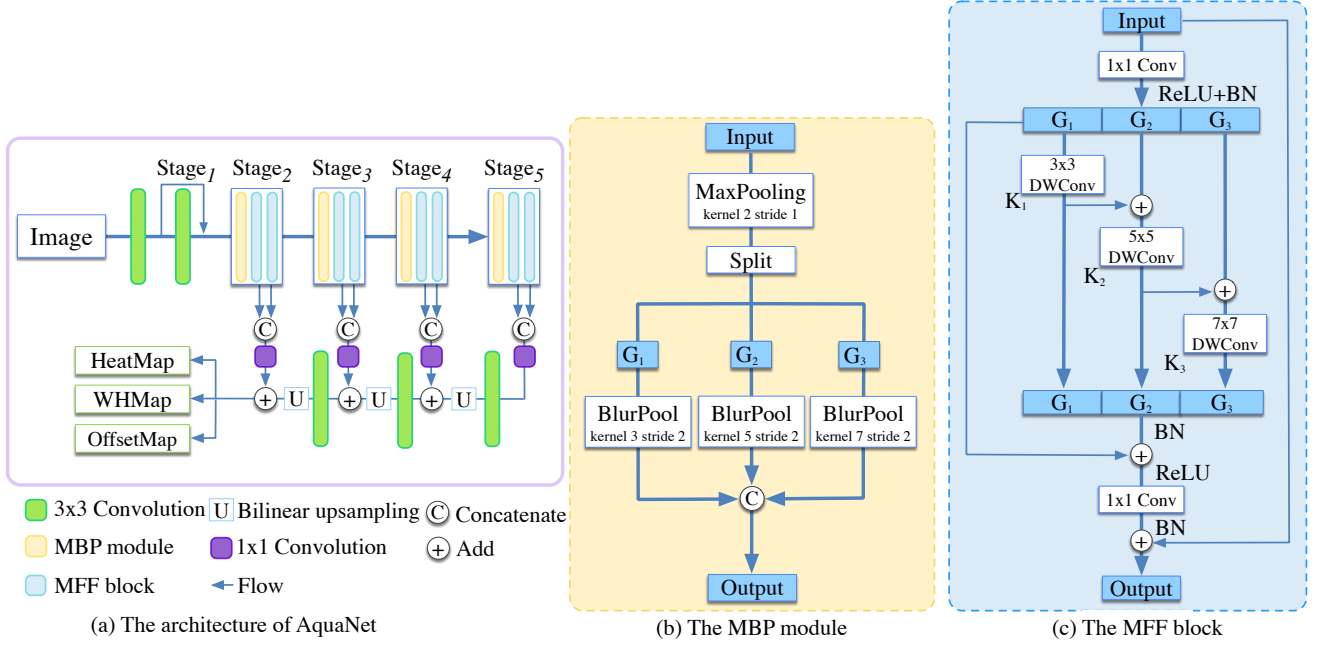 Stage1
Stage2
Stage3
Stage4
Stage5
Image
C
C
C
C
HeatMap
WHMap
OffsetMap
+
U
+
U
+
U
3x3 Convolution
U Bilinear upsampling
C Concatenate
MBP module
1x1 Convolution
+ Add
MFF block
Flow
(a) The architecture of AquaNet
Input
MaxPooling
kernel 2 stride 1
Split
G1
G2
G3
BlurPool
kernel 3 stride 2
BlurPool
kernel 5 stride 2
BlurPool
kernel 7 stride 2
C
Output
(b) The MBP module
Input
1x1 Conv
ReLU+BN
G1
G2
G3
3x3
DWConv
K1
+
5x5
DWConv
K2
+
7x7
DWConv
K3
G1
G2
G3
BN
+
ReLU
1x1 Conv
BN
+
Output
(c) The MFF block